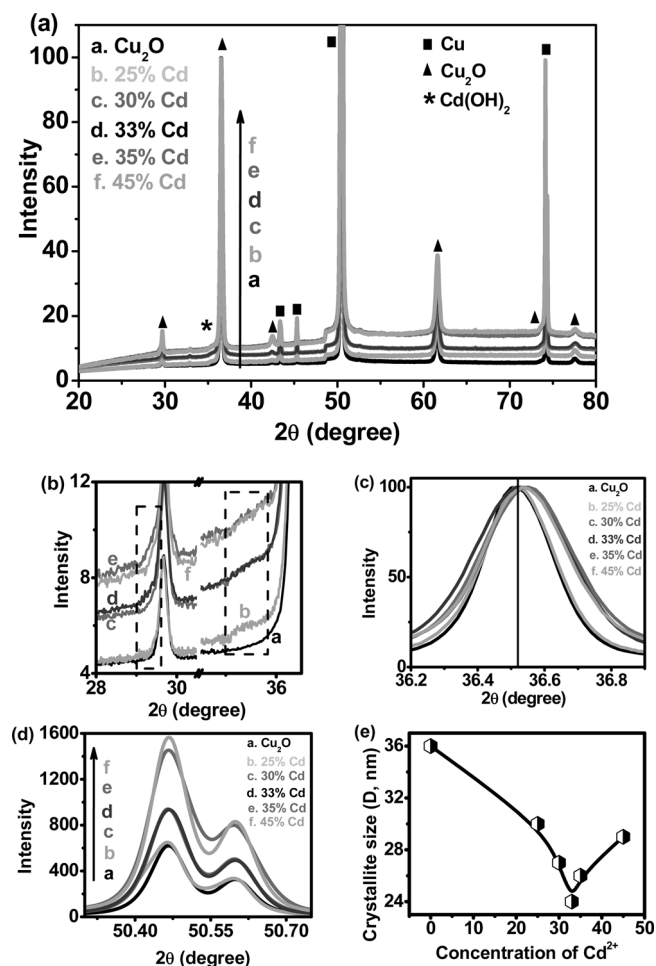 (a)
100
80
60
40
20
10
0
Intensity
a. Cu₂O
b. 25% Cd
c. 30% Cd
d. 33% Cd
e. 35% Cd
f. 45% Cd
f
e
d
c
b
a
■ Cu
▲ Cu₂O
* Cd(OH)₂
*
20 30 40 50 60 70 80
2θ (degree)
(b)
12
8
4
Intensity
e
f
d
c
b
a
28 30 36
2θ (degree)
(c)
100
50
0
Intensity
a. Cu₂O
b. 25% Cd
c. 30% Cd
d. 33% Cd
e. 35% Cd
f. 45% Cd
36.2 36.4 36.6 36.8
2θ (degree)
(d)
1600
1200
800
400
0
Intensity
f
e
d
c
b
a
a. Cu₂O
b. 25% Cd
c. 30% Cd
d. 33% Cd
e. 35% Cd
f. 45% Cd
50.40 50.55 50.70
2θ (degree)
(e)
36
32
28
24
Crystallite size (D, nm)
0 10 20 30 40 50
Concentration of Cd²⁺